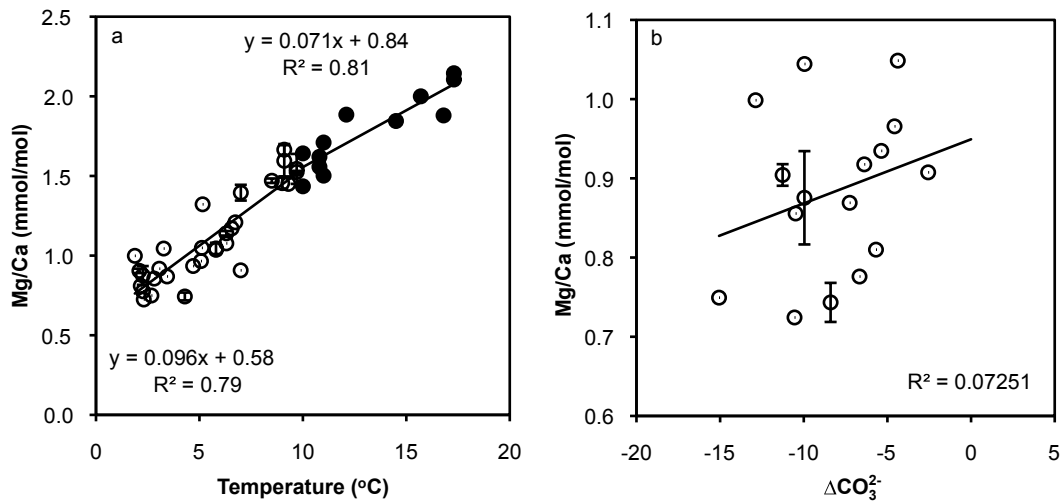 a
y = 0.071x + 0.84
R² = 0.81
y = 0.096x + 0.58
R² = 0.79
2.5
2.0
1.5
1.0
0.5
0.0
Mg/Ca (mmol/mol)
0 5 10 15 20
Temperature (ºC)
b
R² = 0.07251
1.1
1.0
0.9
0.8
0.7
0.6
Mg/Ca (mmol/mol)
-20 -15 -10 -5 0 5
ΔCO₃²⁻